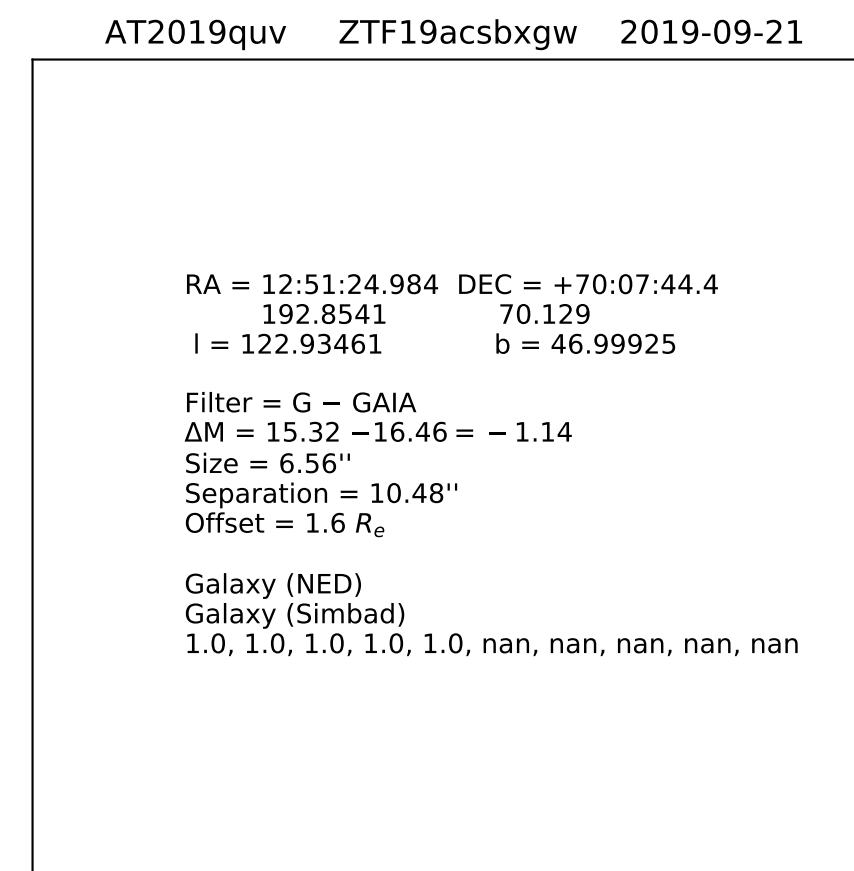 AT2019quv ZTF19acsbxgw 2019-09-21
RA = 12:51:24.984 DEC = +70:07:44.4
192.8541 70.129
l = 122.93461 b = 46.99925
Filter = G − GAIA
ΔM = 15.32 −16.46 = − 1.14
Size = 6.56''
Separation = 10.48''
Offset = 1.6 Re
Galaxy (NED)
Galaxy (Simbad)
1.0, 1.0, 1.0, 1.0, 1.0, nan, nan, nan, nan, nan